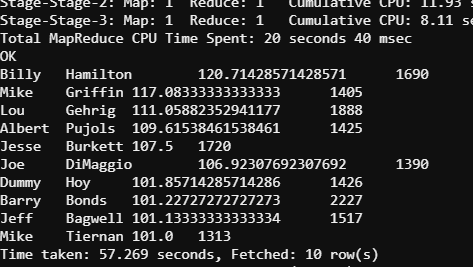 Stage-Stage-2: Map: 1  Reduce: 1   Cumulative CPU: 11.93 s
Stage-Stage-3: Map: 1  Reduce: 1   Cumulative CPU: 8.11 se
Total MapReduce CPU Time Spent: 20 seconds 40 msec
OK
Billy   Hamilton        120.71428571428571      1690
Mike    Griffin 117.08333333333333      1405
Lou     Gehrig  111.05882352941177      1888
Albert  Pujols  109.61538461538461      1425
Jesse   Burkett 107.5   1720
Joe     DiMaggio        106.92307692307692      1390
Dummy   Hoy     101.85714285714286      1426
Barry   Bonds   101.22727272727273      2227
Jeff    Bagwell 101.13333333333334      1517
Mike    Tiernan 101.0   1313
Time taken: 57.269 seconds, Fetched: 10 row(s)